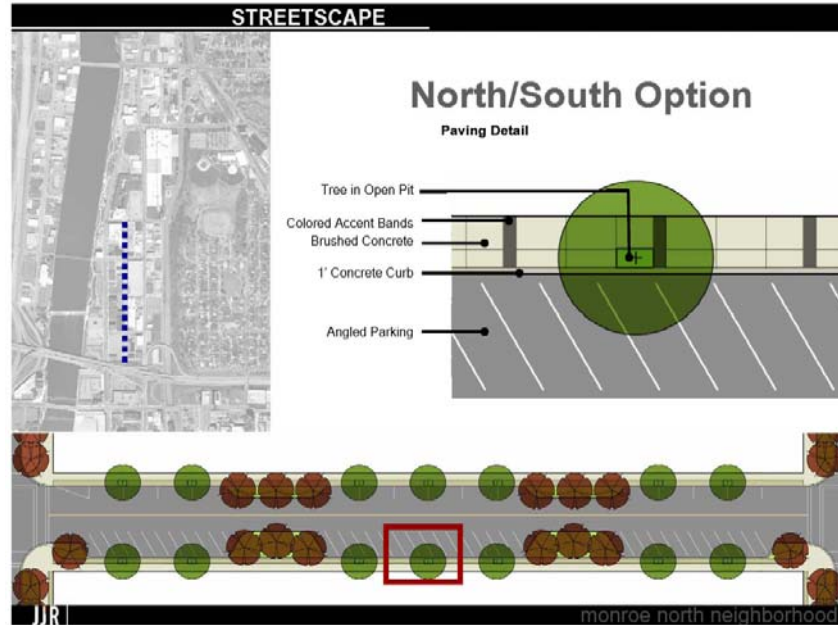 STREETSCAPE
North/South Option
Paving Detail
Tree in Open Pit
Colored Accent Bands
Brushed Concrete
1' Concrete Curb
Angled Parking
JJR
monroe north neighborhood